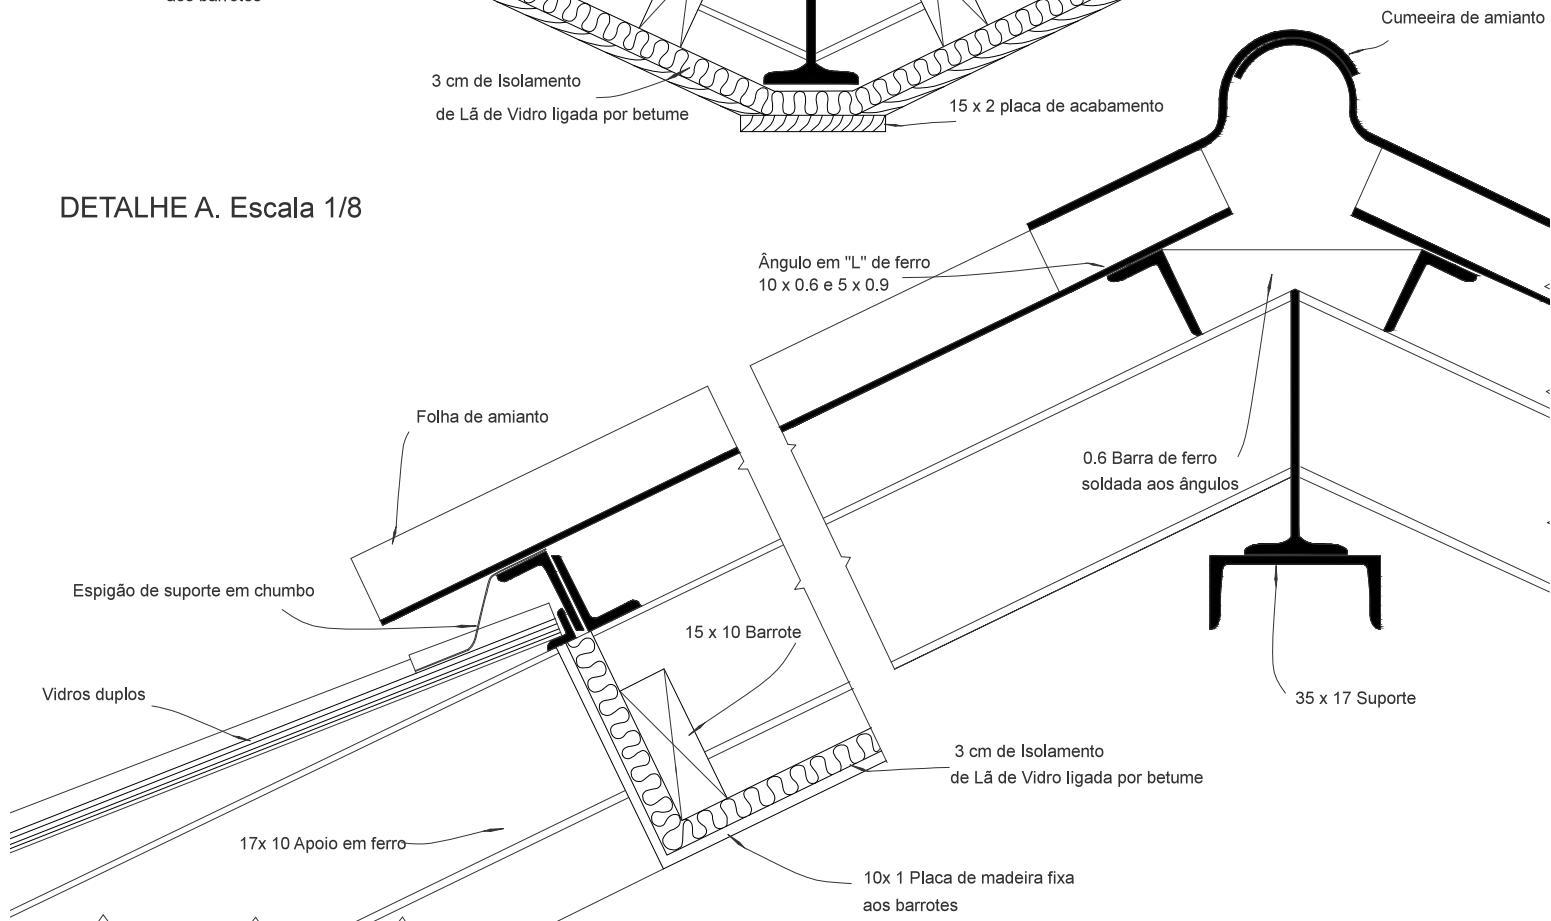 dos barrotes
Cumeeira de amianto
3 cm de Isolamento
de Lã de Vidro ligada por betume
15 x 2 placa de acabamento
DETALHE A. Escala 1/8
Ângulo em "L" de ferro
10 x 0.6 e 5 x 0.9
Folha de amianto
0.6 Barra de ferro
soldada aos ângulos
Espigão de suporte em chumbo
15 x 10 Barrote
Vidros duplos
35 x 17 Suporte
3 cm de Isolamento
de Lã de Vidro ligada por betume
17x 10 Apoio em ferro
10x 1 Placa de madeira fixa
aos barrotes